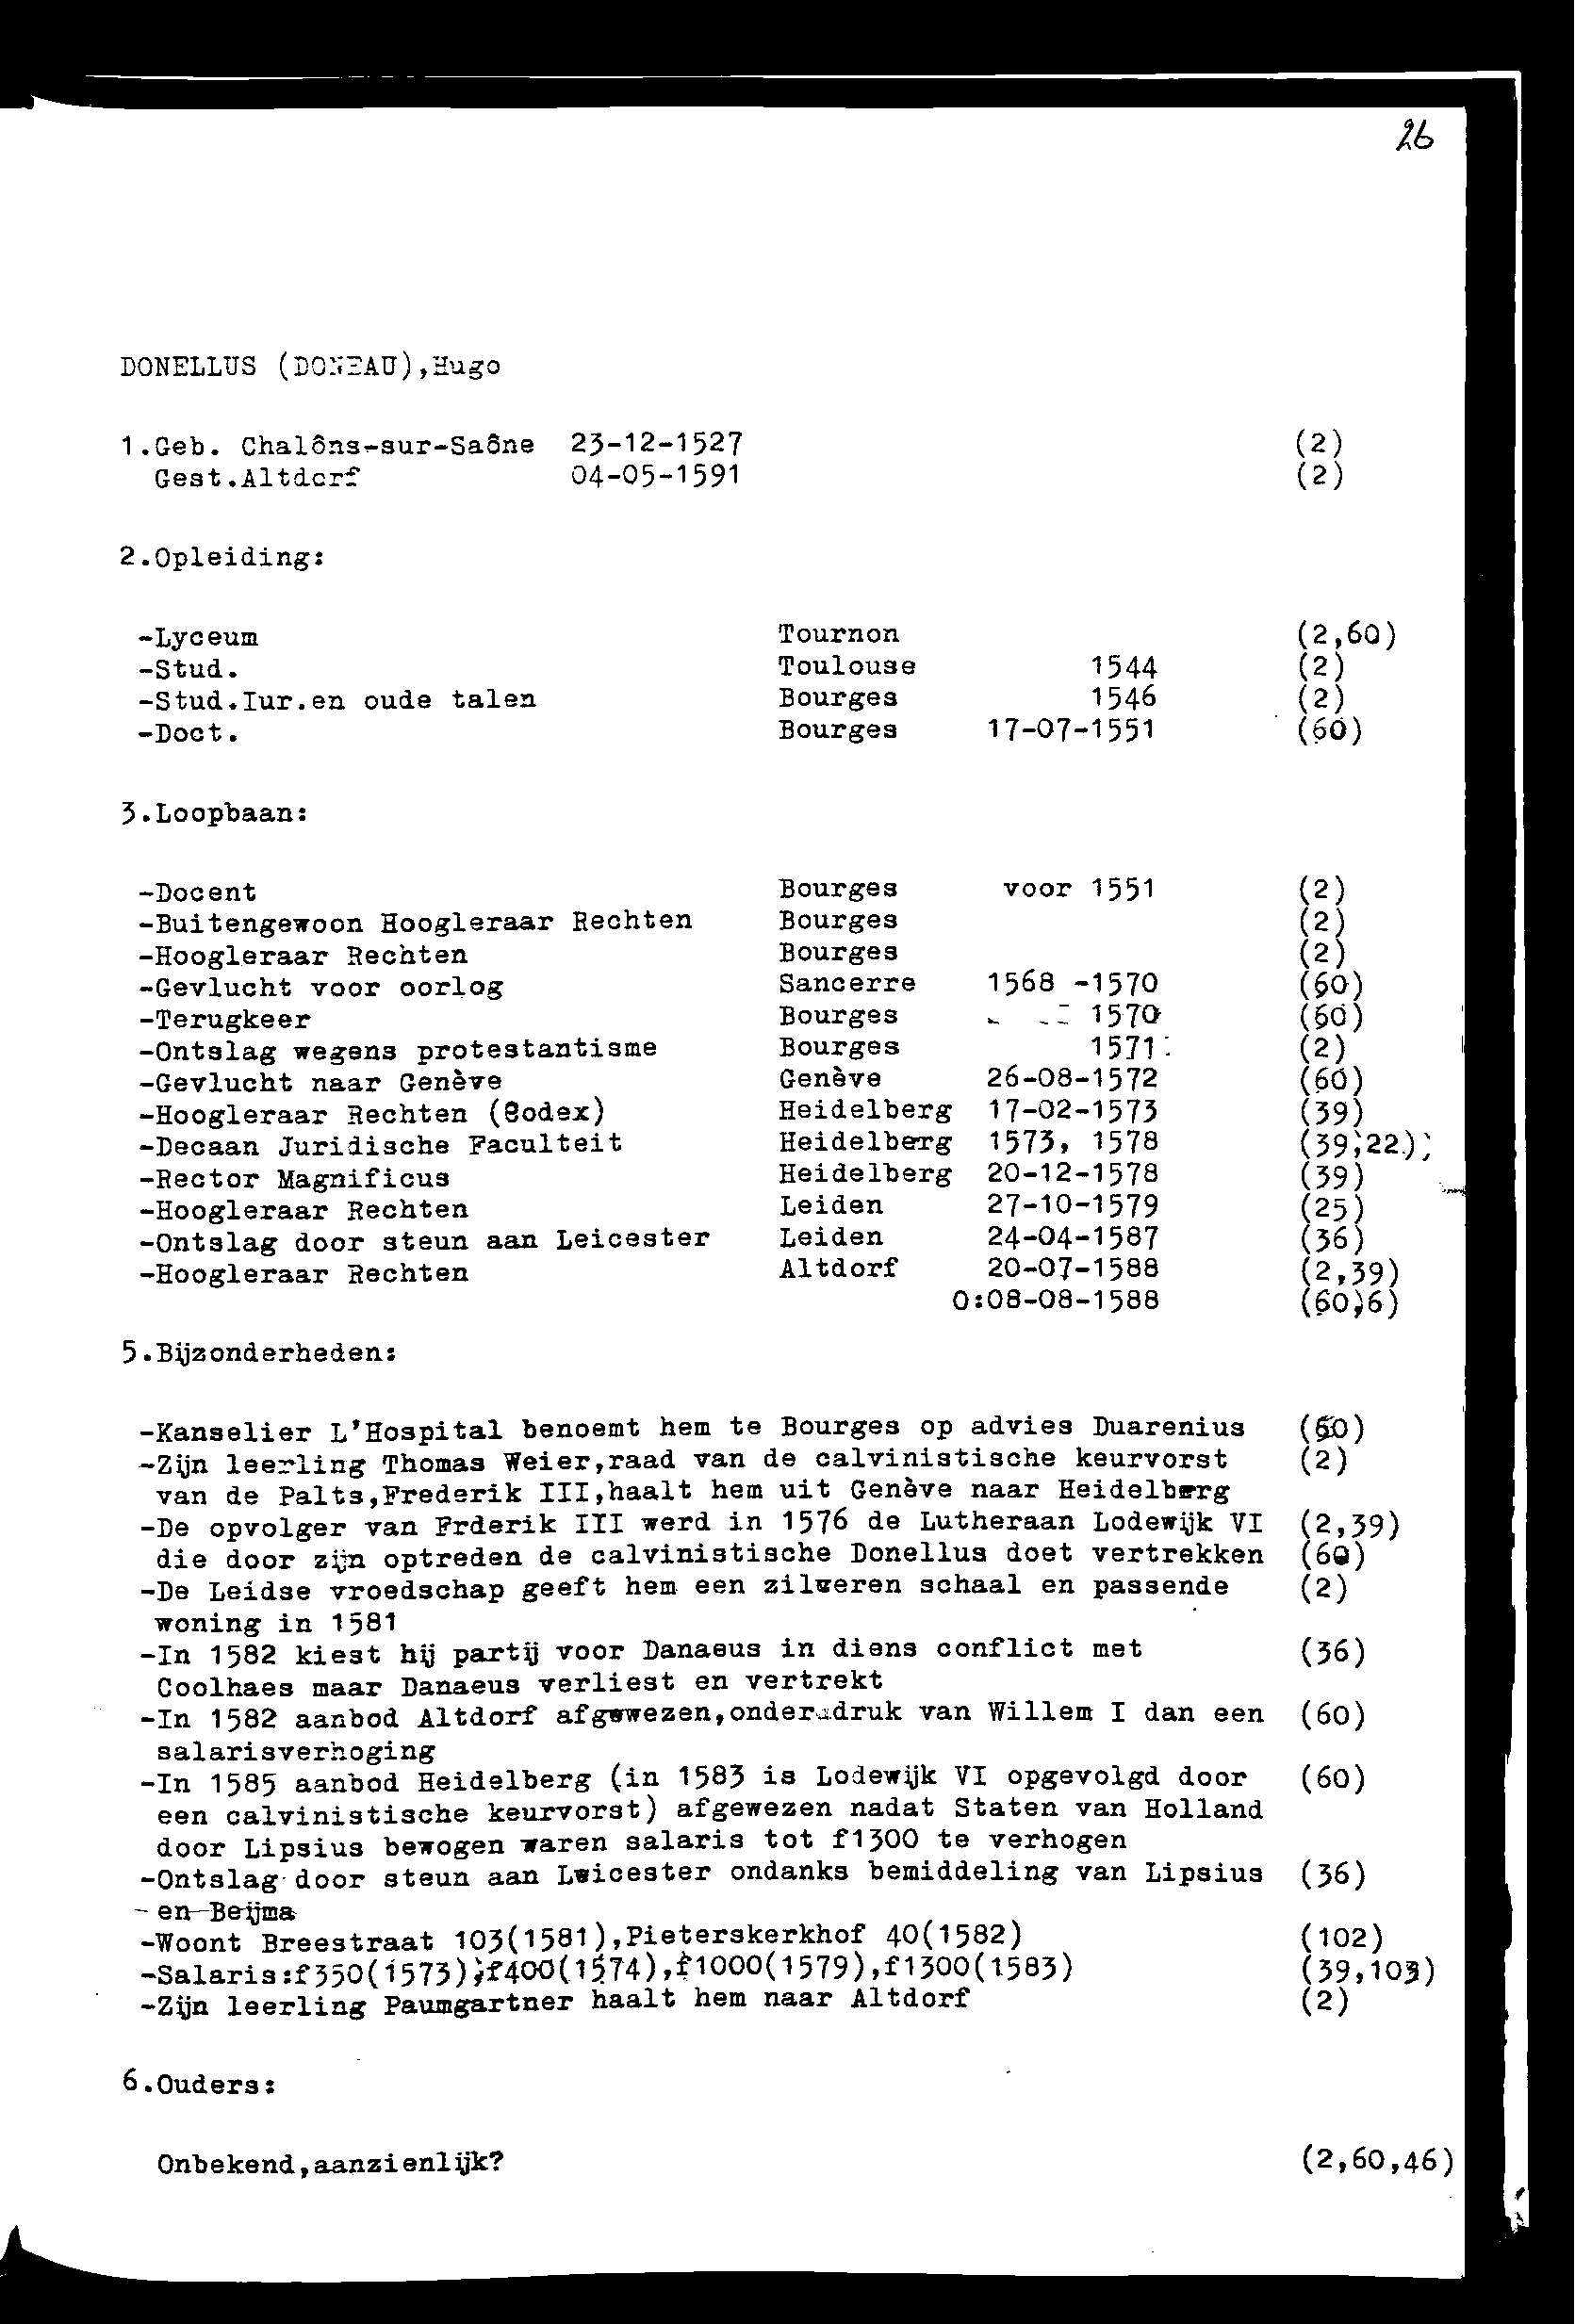 26
DONELLUS (DONEAU),Hugo
1.Geb. Chalôns-sur-Saône 23-12-1527 (2)
Gest.Altdorf 04-05-1591 (2)
2.Opleiding:
-Lyceum Tournon (2,60)
-Stud. Toulouse 1544 (2)
-Stud.Iur.en oude talen Bourges 1546 (2)
-Doct. Bourges 17-07-1551 (60)
3.Loopbaan:
-Docent Bourges voor 1551 (2)
-Buitengewoon Hoogleraar Rechten Bourges (2)
-Hoogleraar Rechten Bourges (2)
-Gevlucht voor oorlog Sancerre 1568 -1570 (60)
-Terugkeer Bourges 1570 (60)
-Ontslag wegens protestantisme Bourges 1571 (2)
-Gevlucht naar Genève Genève 26-08-1572 (60)
-Hoogleraar Rechten (Codex) Heidelberg 17-02-1573 (39)
-Decaan Juridische Faculteit Heidelberg 1573, 1578 (39,22)
-Rector Magnificus Heidelberg 20-12-1578 (39)
-Hoogleraar Rechten Leiden 27-10-1579 (25)
-Ontslag door steun aan Leicester Leiden 24-04-1587 (36)
-Hoogleraar Rechten Altdorf 20-07-1588 (2,39)
O:08-08-1588 (60,6)
5.Bijzonderheden:
-Kanselier L'Hospital benoemt hem te Bourges op advies Duarenius (60)
-Zijn leerling Thomas Weier,raad van de calvinistische keurvorst (2)
van de Palts,Frederik III,haalt hem uit Genève naar Heidelberg
-De opvolger van Frderik III werd in 1576 de Lutheraan Lodewijk VI (2,39)
die door zijn optreden de calvinistische Donellus doet vertrekken (60)
-De Leidse vroedschap geeft hem een zilveren schaal en passende (2)
woning in 1581
-In 1582 kiest hij partij voor Danaeus in diens conflict met (36)
Coolhaes maar Danaeus verliest en vertrekt
-In 1582 aanbod Altdorf afgewezen,onder druk van Willem I dan een (60)
salarisverhoging
-In 1585 aanbod Heidelberg (in 1583 is Lodewijk VI opgevolgd door (60)
een calvinistische keurvorst) afgewezen nadat Staten van Holland
door Lipsius bewogen waren salaris tot f1300 te verhogen
-Ontslag door steun aan Leicester ondanks bemiddeling van Lipsius (36)
en Beijma
-Woont Breestraat 103(1581),Pieterskerkhof 40(1582) (102)
-Salaris:f350(1573),f400(1574),f1000(1579),f1300(1583) (39,103)
-Zijn leerling Paumgartner haalt hem naar Altdorf (2)
6.Ouders:
Onbekend,aanzienlijk? (2,60,46)